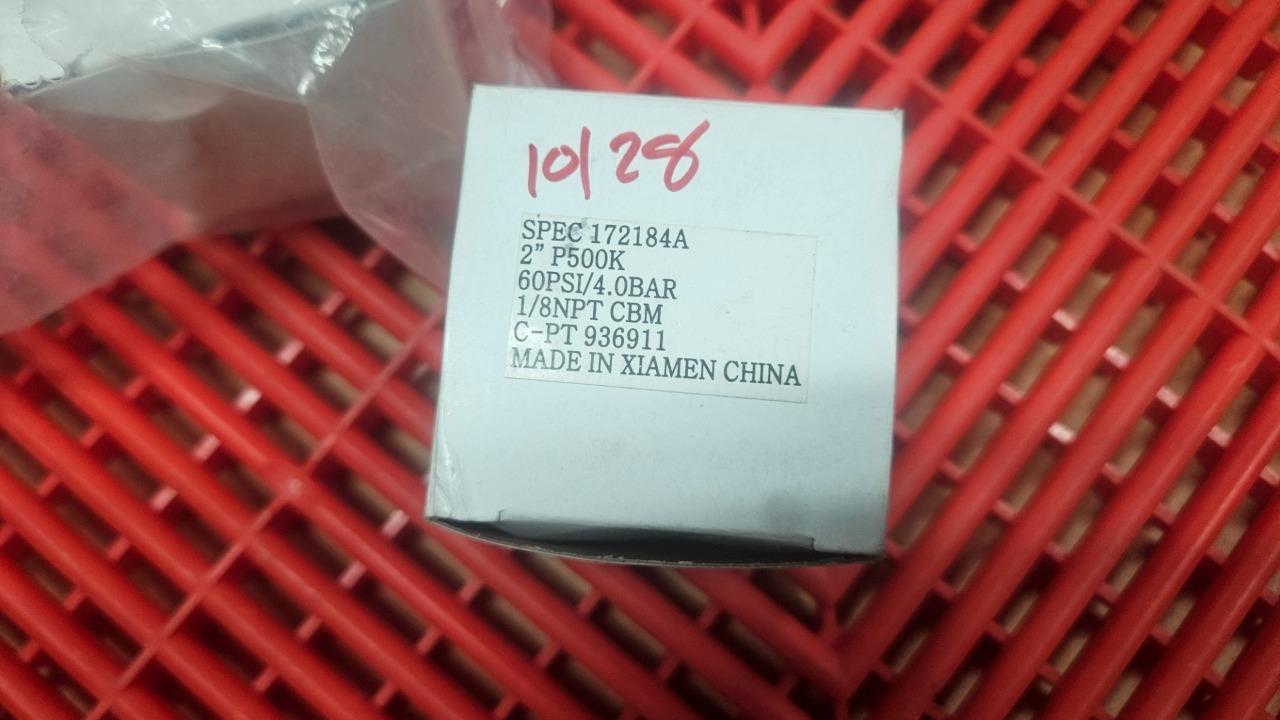 10/28
SPEC 172184A
2” P500K
60PSI/4.0BAR
1/8NPT CBM
C-PT 936911
MADE IN XIAMEN CHINA